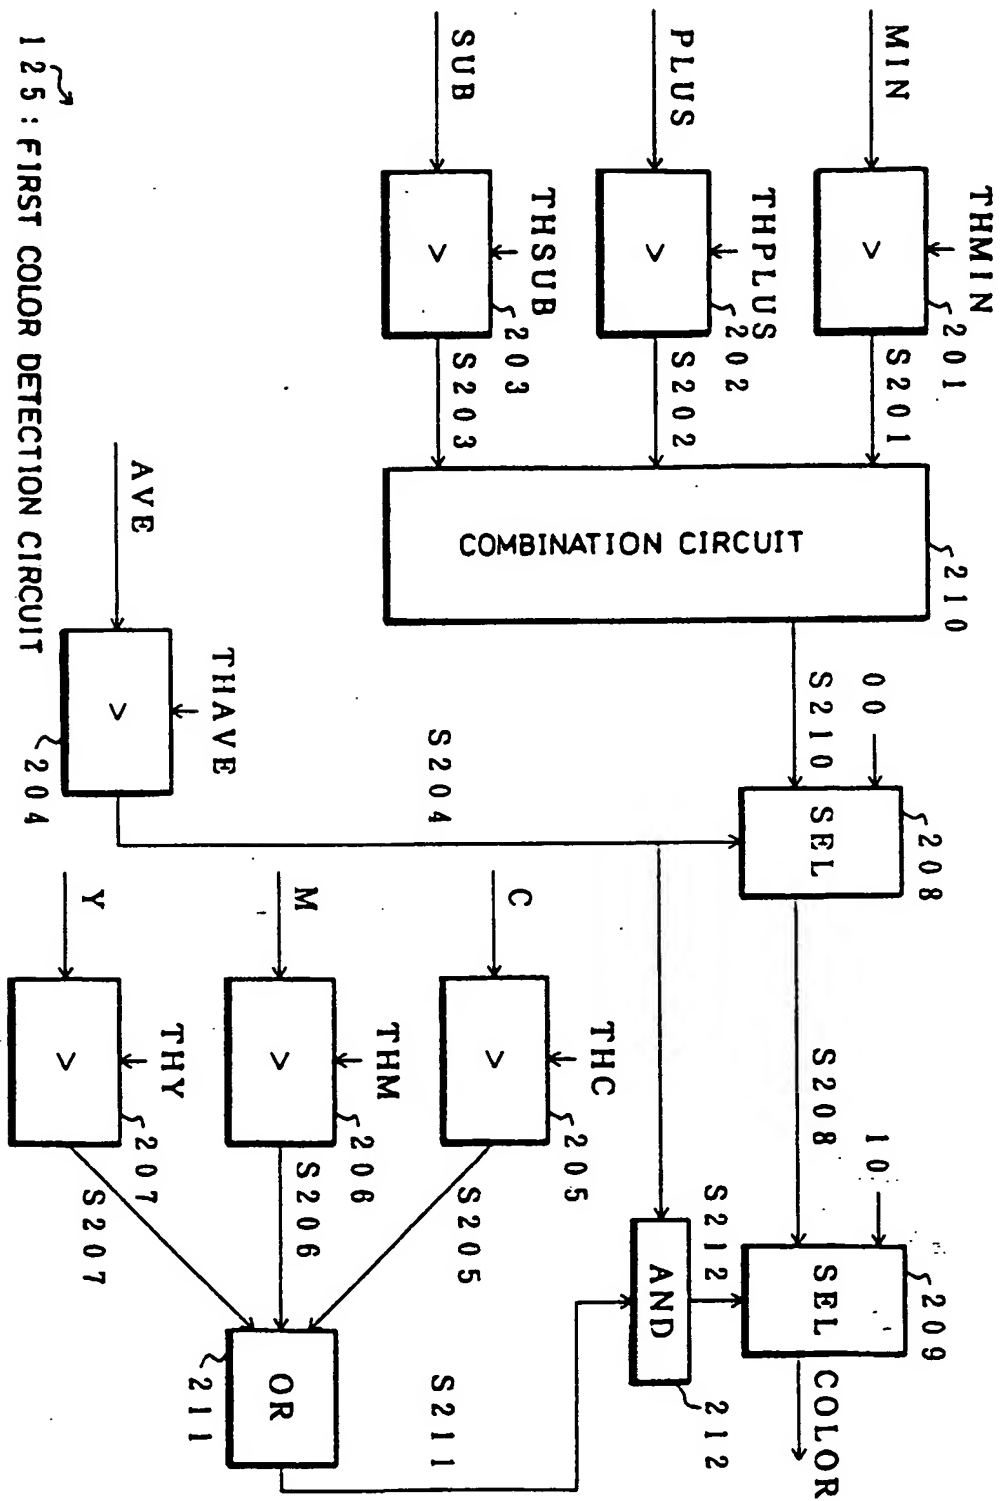 MIN
THMIN
<
201
S201
PLUS
THPLUS
<
202
S202
SUB
THSUB
<
203
S203
COMBINATION CIRCUIT
210
S210
00
SEL
208
S208
10
SEL
209
COLOR
AVE
THAVE
<
204
S204
C
THC
<
205
S205
M
THM
<
206
S206
Y
THY
<
207
S207
OR
211
S211
AND
212
S212
125: FIRST COLOR DETECTION CIRCUIT